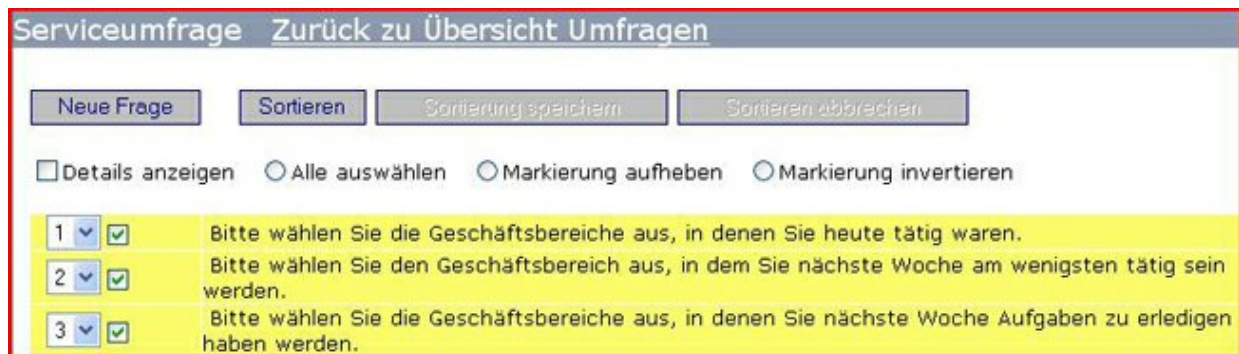 Serviceumfrage Zurück zu Übersicht Umfragen
Neue Frage Sortieren Sortierung speichern Sortieren abbrechen
Details anzeigen Alle auswählen Markierung aufheben Markierung invertieren
1 Bitte wählen Sie die Geschäftsbereiche aus, in denen Sie heute tätig waren.
2 Bitte wählen Sie den Geschäftsbereich aus, in dem Sie nächste Woche am wenigsten tätig sein
werden.
3 Bitte wählen Sie die Geschäftsbereiche aus, in denen Sie nächste Woche Aufgaben zu erledigen
haben werden.